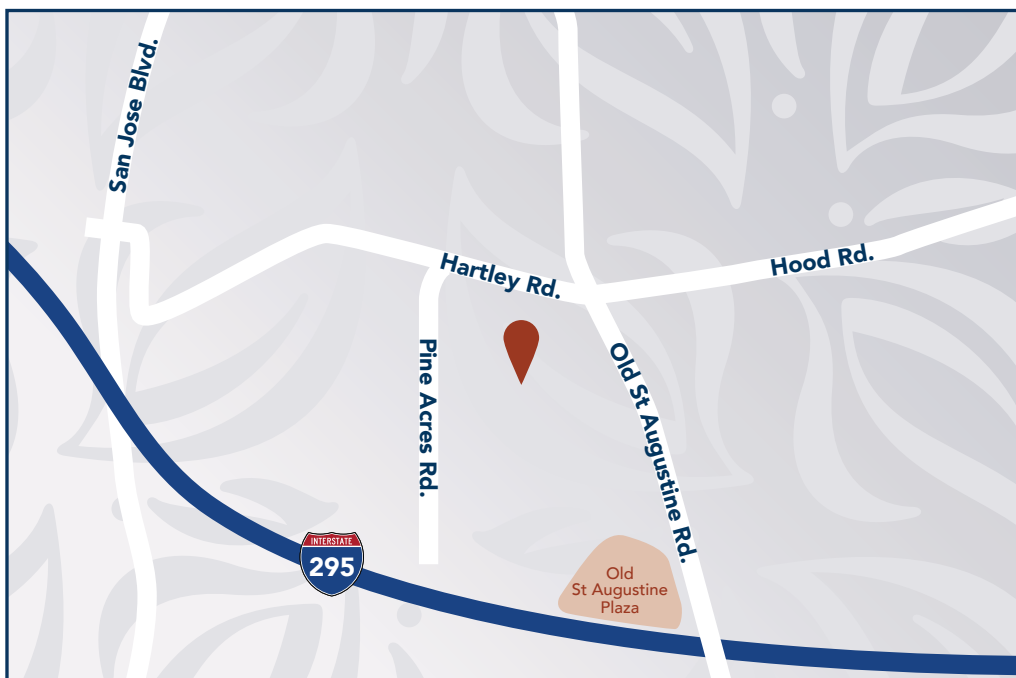 San Jose Blvd.
Hartley Rd.
Hood Rd.
Pine Acres Rd.
Old St Augustine Rd.
INTERSTATE
295
Old
St Augustine
Plaza